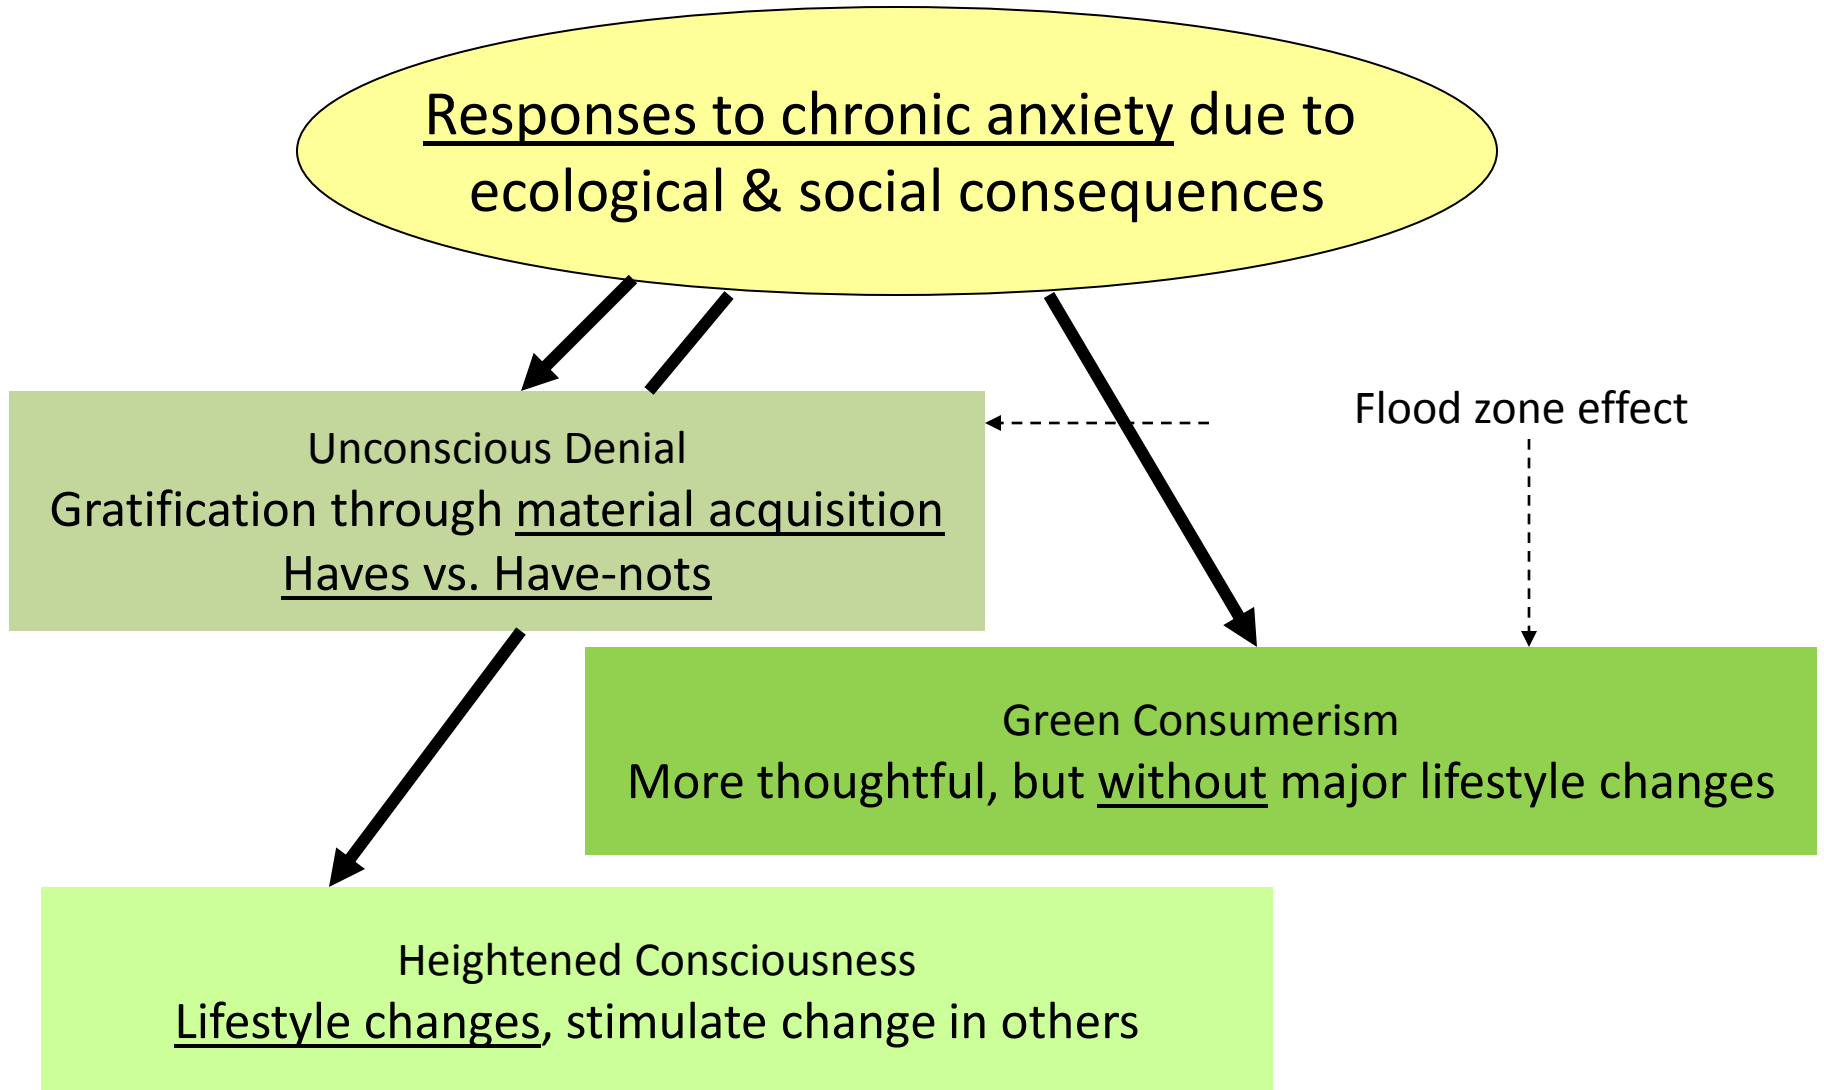 Responses to chronic anxiety due to
ecological & social consequences
Flood zone effect
Unconscious Denial
Gratification through material acquisition
Haves vs. Have-nots
Green Consumerism
More thoughtful, but without major lifestyle changes
Heightened Consciousness
Lifestyle changes, stimulate change in others